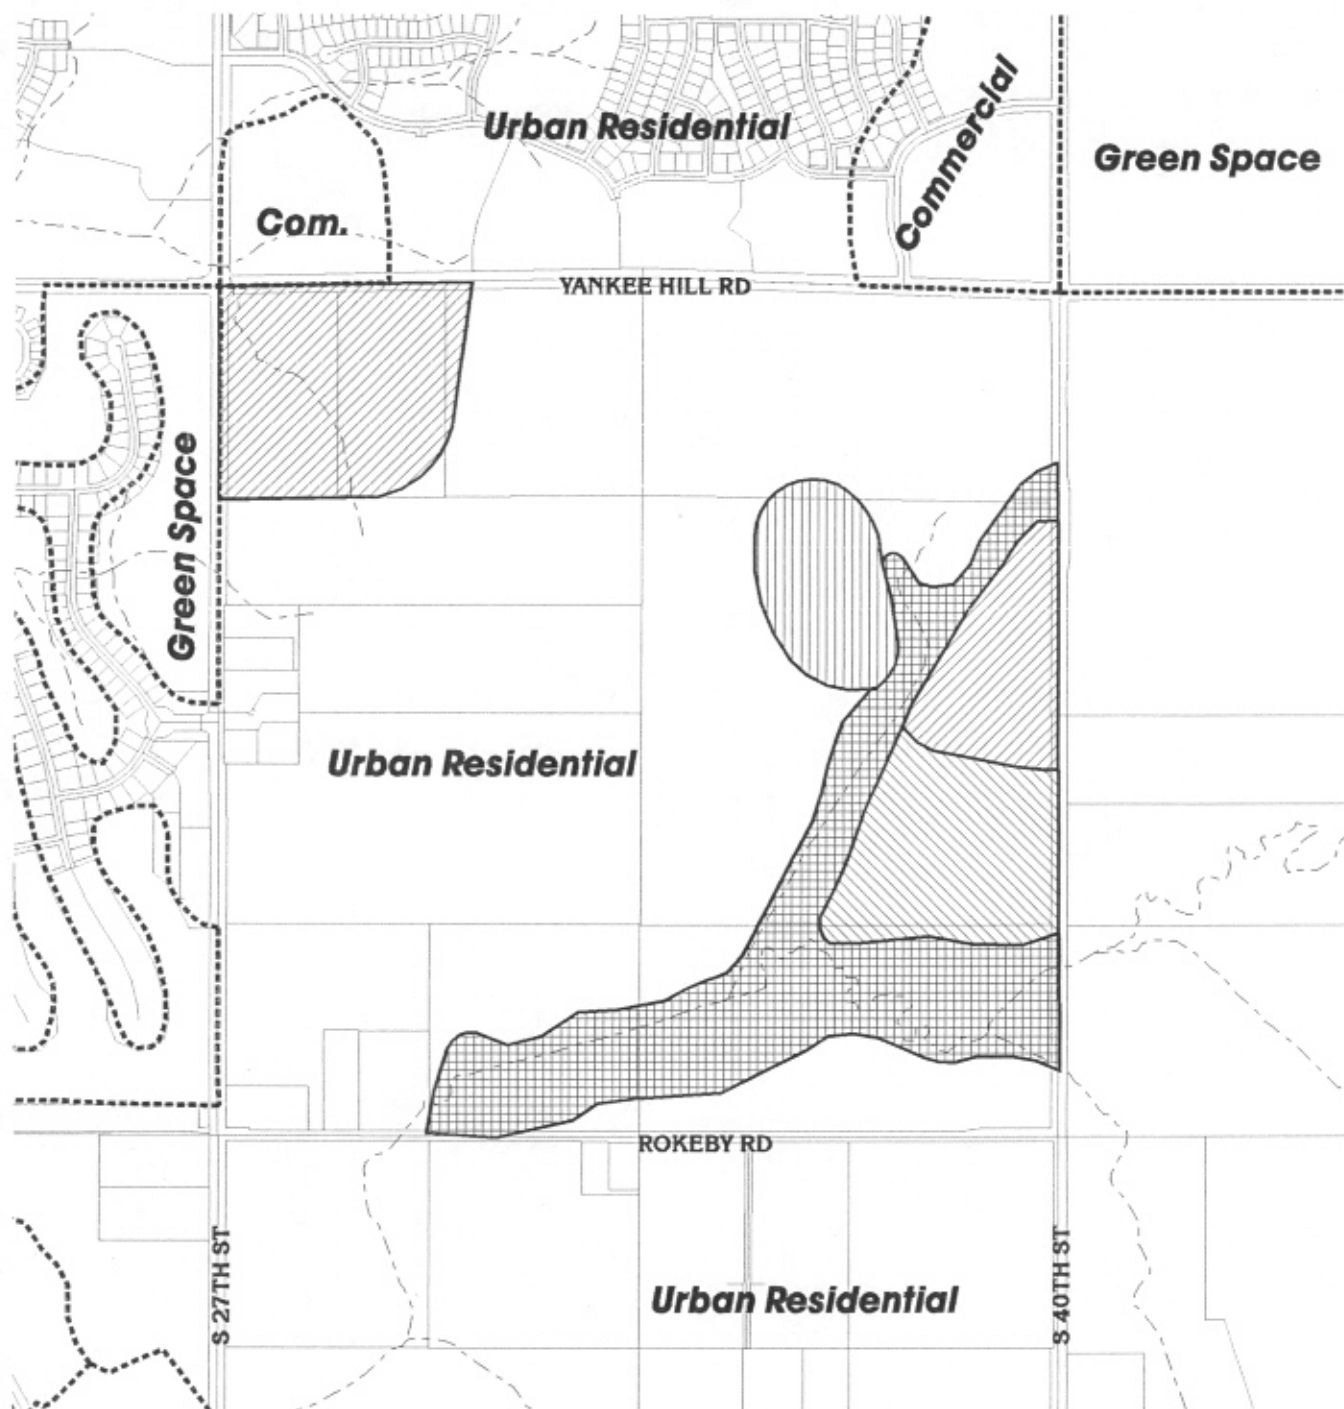 Urban Residential
Commercial
Green Space
Com.
YANKEE HILL RD
Green Space
Urban Residential
ROKEBY RD
S 27TH ST
S 40TH ST
Urban Residential